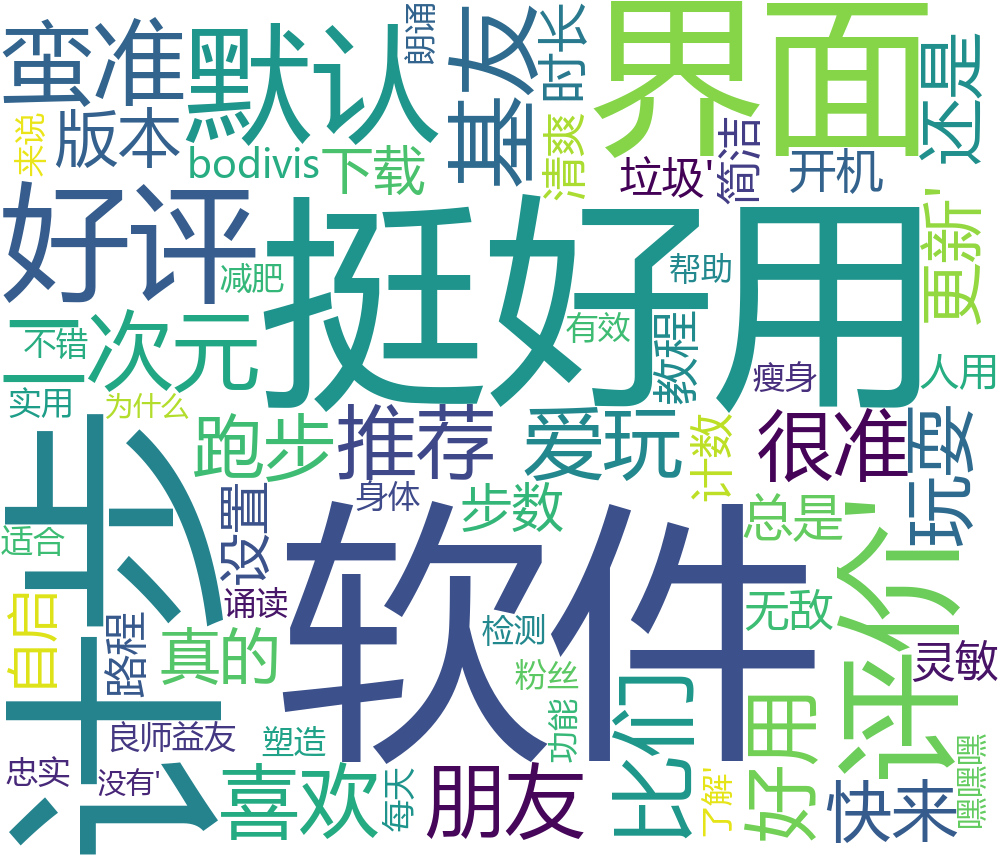 蛮准
默认
朗诵
基友
时长
界面
还是
来说
版本
bodivis
下载
清爽
垃圾'
简洁
开机
好评
挺好用
更新'
减肥
帮助
不错
二次元
有效
教程
瘦身
人用
实用
为什么
计步
跑步
推荐
爱玩
计数
很准
玩耍
设置
身体
步数
总是'
适合
软件
评价'
自启
诵读
路程
真的
检测
无敌
灵敏
粉丝
比们
功能
好用
良师益友
塑造
忠实
没有'
喜欢
每天
朋友
了解'
快来
嘿嘿嘿